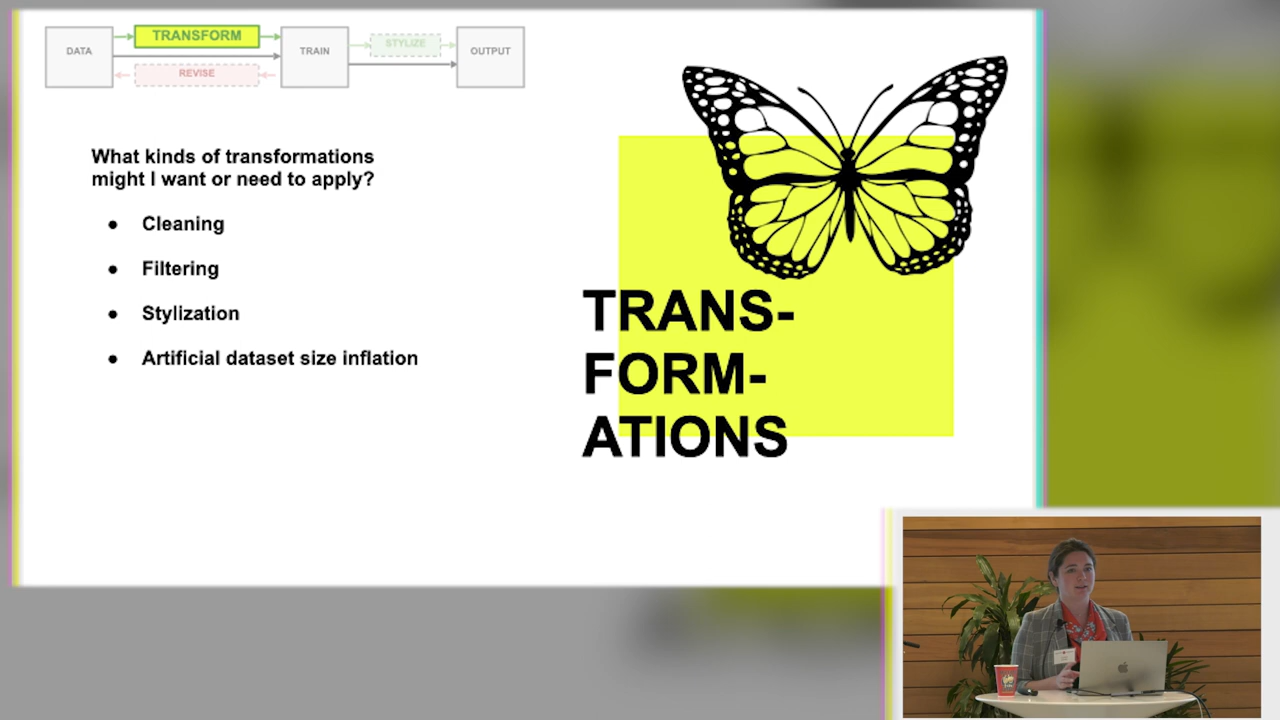 DATA
TRANSFORM
REVISE
TRAIN
STYLIZE
OUTPUT
What kinds of transformations
might I want or need to apply?
● Cleaning
● Filtering
● Stylization
● Artificial dataset size inflation
TRANS-
FORM-
ATIONS